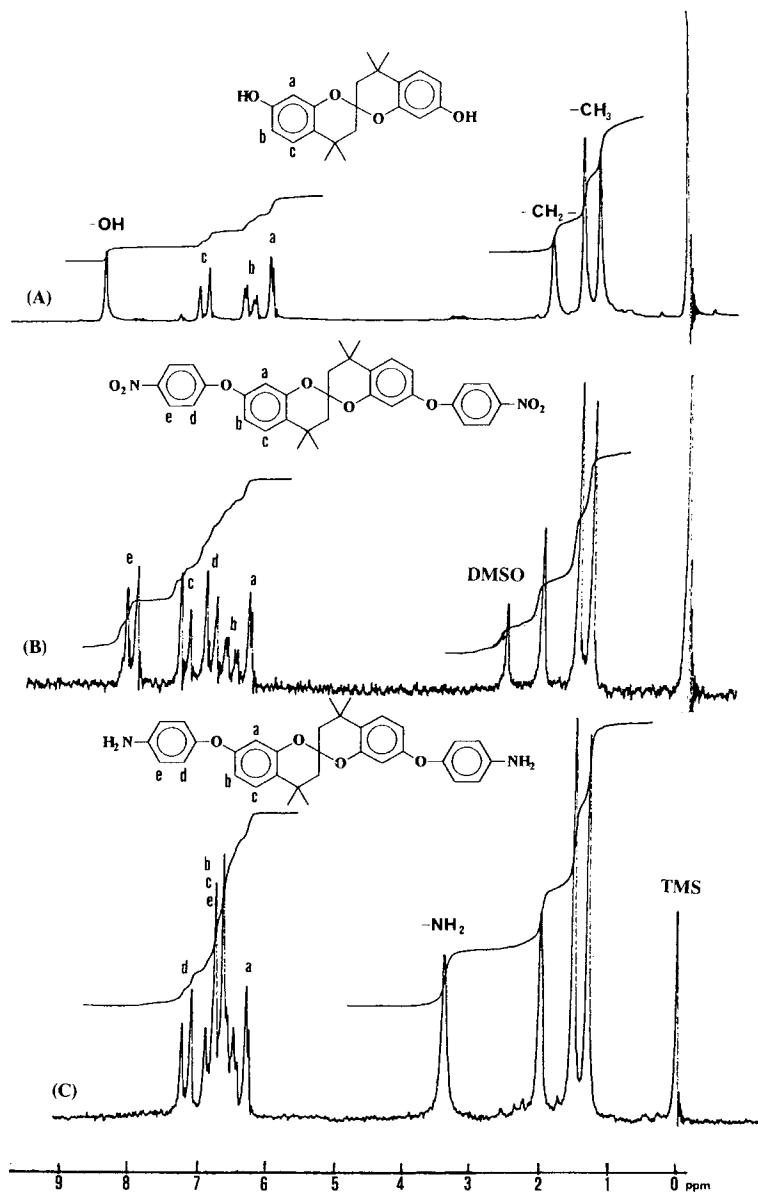 HO
a
O
O
OH
b
c
-CH₃
-OH
-CH₂-
c
b
a
(A)
O₂N
O
a
O
O
O
NO₂
e
d
b
c
e
c
d
b
a
DMSO
(B)
H₂N
O
a
O
O
O
NH₂
e
d
b
c
b
c
e
d
a
-NH₂
TMS
(C)
9 8 7 6 5 4 3 2 1 0 ppm